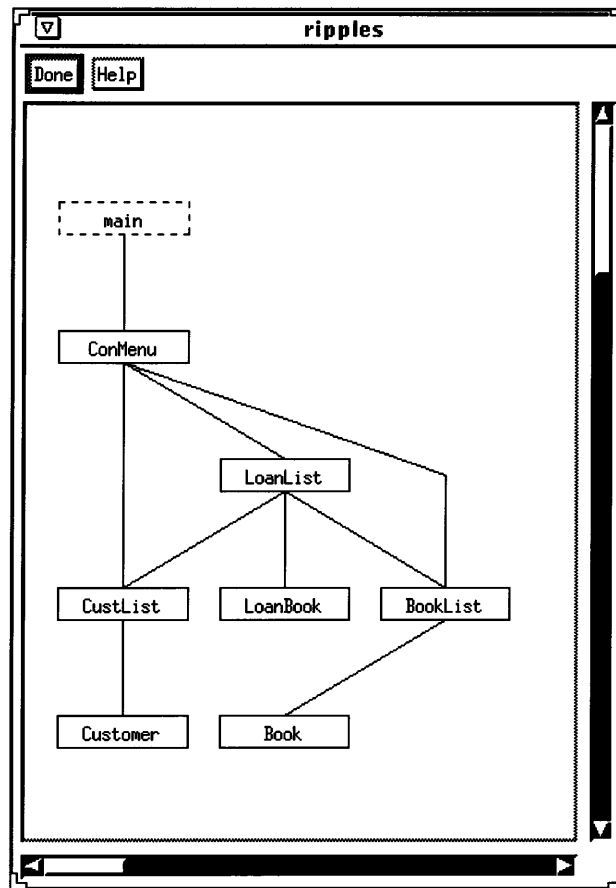 ripples
Done Help
main
ConMenu
LoanList
CustList LoanBook BookList
Customer Book